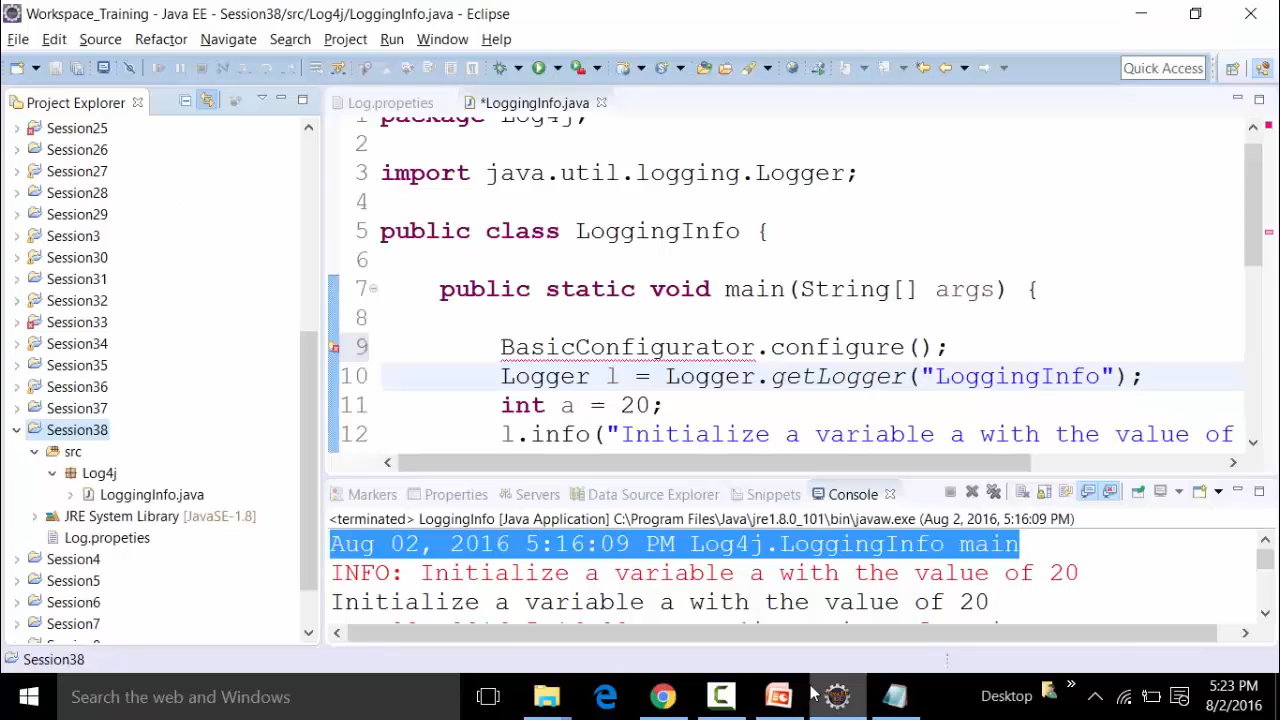 Workspace_Training - Java EE - Session38/src/Log4j/LoggingInfo.java - Eclipse
File Edit Source Refactor Navigate Search Project Run Window Help
Quick Access
Project Explorer
Session25
Session26
Session27
Session28
Session29
Session3
Session30
Session31
Session32
Session33
Session34
Session35
Session36
Session37
Session38
src
Log4j
LoggingInfo.java
JRE System Library [JavaSE-1.8]
Log.propeties
Session4
Session5
Session6
Session7
Log.propeties *LoggingInfo.java
1 package Log4j;
2
3 import java.util.logging.Logger;
4
5 public class LoggingInfo {
6
7 public static void main(String[] args) {
8
9 BasicConfigurator.configure();
10 Logger l = Logger.getLogger("LoggingInfo");
11 int a = 20;
12 l.info("Initialize a variable a with the value of
Markers Properties Servers Data Source Explorer Snippets Console
<terminated> LoggingInfo [Java Application] C:\Program Files\Java\jre1.8.0_101\bin\javaw.exe (Aug 2, 2016, 5:16:09 PM)
Aug 02, 2016 5:16:09 PM Log4j.LoggingInfo main
INFO: Initialize a variable a with the value of 20
Initialize a variable a with the value of 20
Session38
Search the web and Windows
Desktop
5:23 PM
8/2/2016